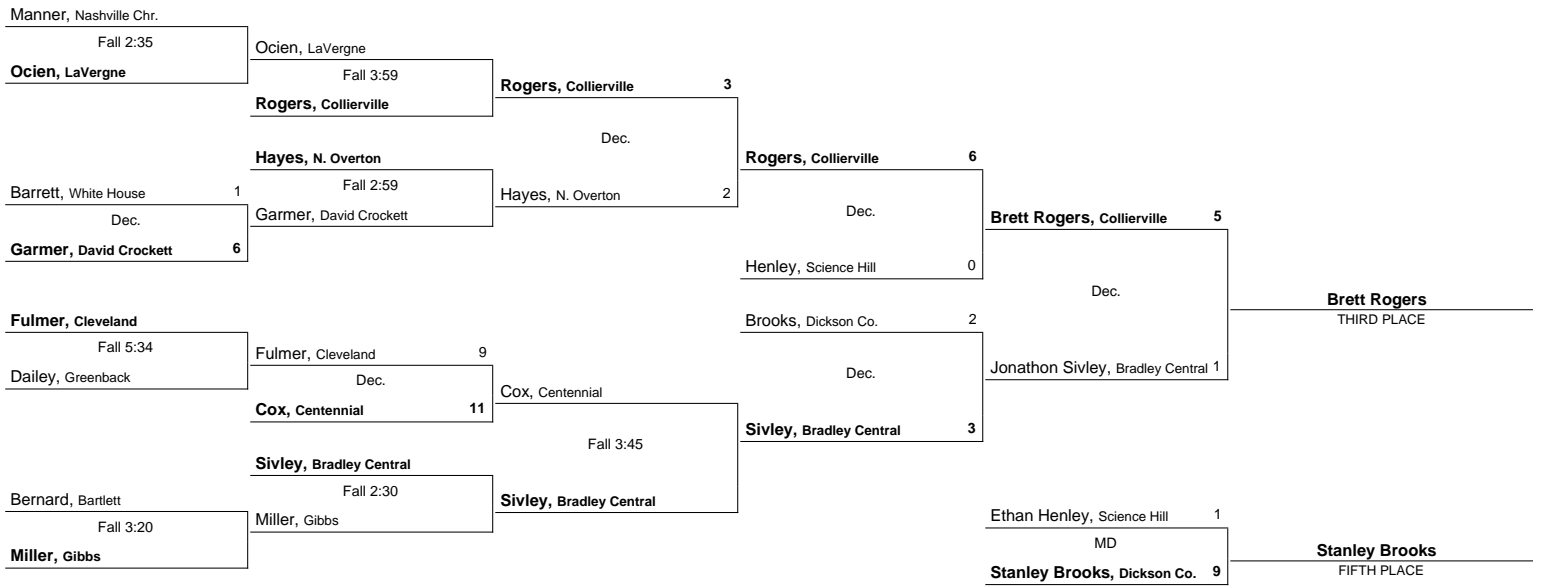 Manner, Nashville Chr.
Fall 2:35
Ocien, LaVergne
Barrett, White House 1
Dec.
Garmer, David Crockett 6
Fulmer, Cleveland
Fall 5:34
Dailey, Greenback
Bernard, Bartlett
Fall 3:20
Miller, Gibbs
Ocien, LaVergne
Fall 3:59
Rogers, Collierville
Hayes, N. Overton
Fall 2:59
Garmer, David Crockett
Fulmer, Cleveland 9
Dec.
Cox, Centennial 11
Sivley, Bradley Central
Fall 2:30
Miller, Gibbs
Rogers, Collierville 3
Dec.
Hayes, N. Overton 2
Cox, Centennial
Fall 3:45
Sivley, Bradley Central
Rogers, Collierville 6
Dec.
Henley, Science Hill 0
Brooks, Dickson Co. 2
Dec.
Sivley, Bradley Central 3
Brett Rogers, Collierville 5
Dec.
Jonathon Sivley, Bradley Central 1
Brett Rogers
THIRD PLACE
Ethan Henley, Science Hill 1
MD
Stanley Brooks, Dickson Co. 9
Stanley Brooks
FIFTH PLACE